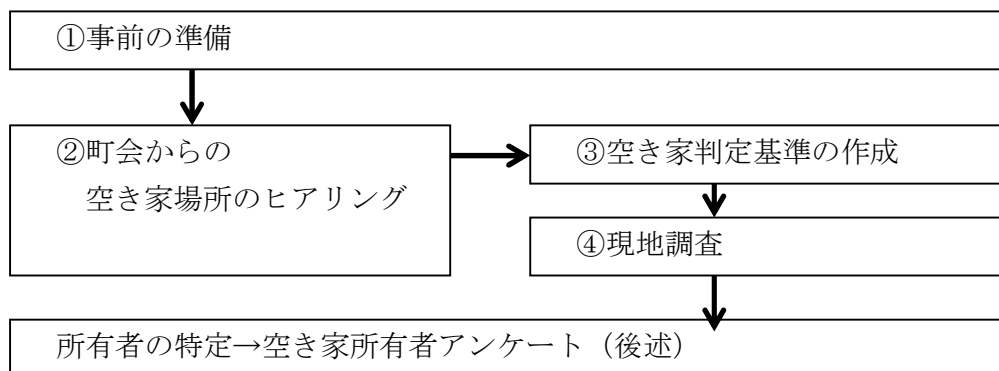 ①事前の準備
②町会からの
空き家場所のヒアリング
③空き家判定基準の作成
④現地調査
所有者の特定→空き家所有者アンケート（後述）